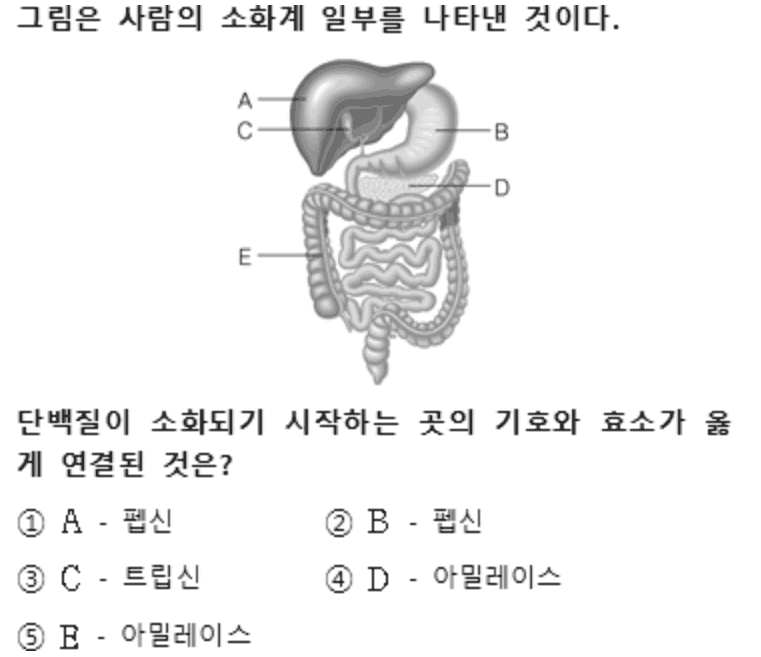 그림은 사람의 소화계 일부를 나타낸 것이다.
A
C
B
D
E
단백질이 소화되기 시작하는 곳의 기호와 효소가 옳
게 연결된 것은?
① A - 펩신 ② B - 펩신
③ C - 트립신 ④ D - 아밀레이스
⑤ E - 아밀레이스